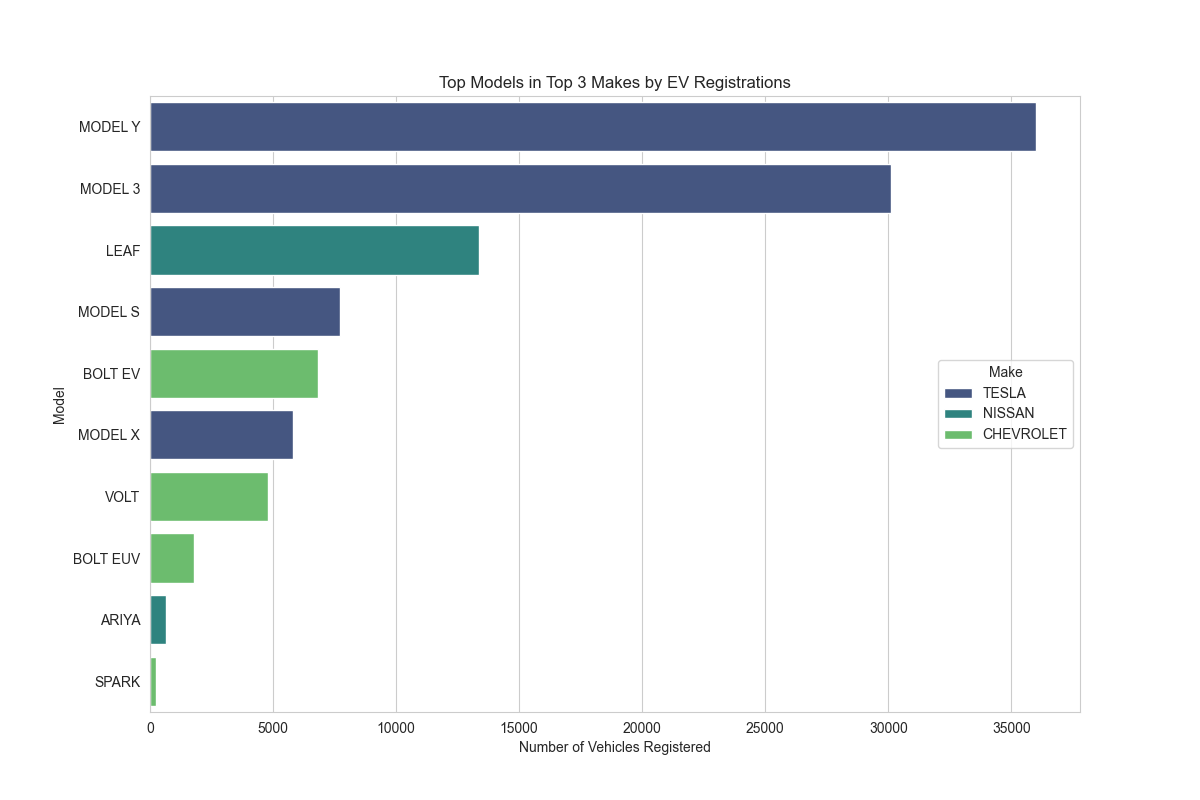 Top Models in Top 3 Makes by EV Registrations
MODEL Y
MODEL 3
LEAF
MODEL S
BOLT EV
MODEL X
VOLT
BOLT EUV
ARIYA
SPARK
Model
Make
TESLA
NISSAN
CHEVROLET
0 5000 10000 15000 20000 25000 30000 35000
Number of Vehicles Registered